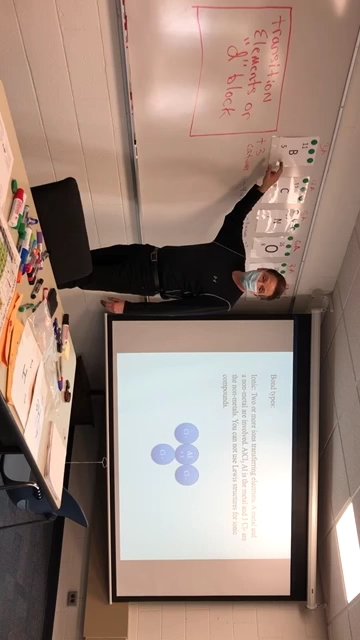 transition
Elements or
"d" block
B
5
C
O
+3
Bond types:
Ionic: Two or more ions transferring electrons. A metal and
a non-metal are involved. AlCl3 Al is the metal and 3 Cl- are
the non-metals. You can not use Lewis structures for ionic
compounds.